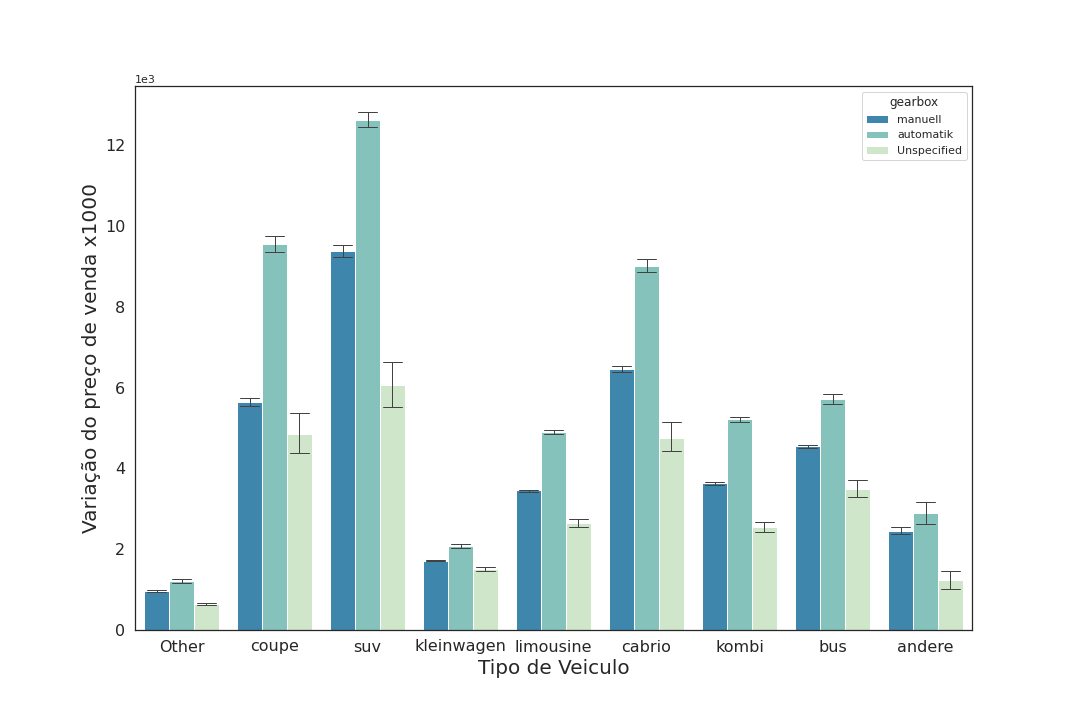 1e3
gearbox
manuell
automatik
Unspecified
12
10
8
6
4
2
0
Variação do preço de venda x1000
Other coupe suv kleinwagen limousine cabrio kombi bus andere
Tipo de Veiculo